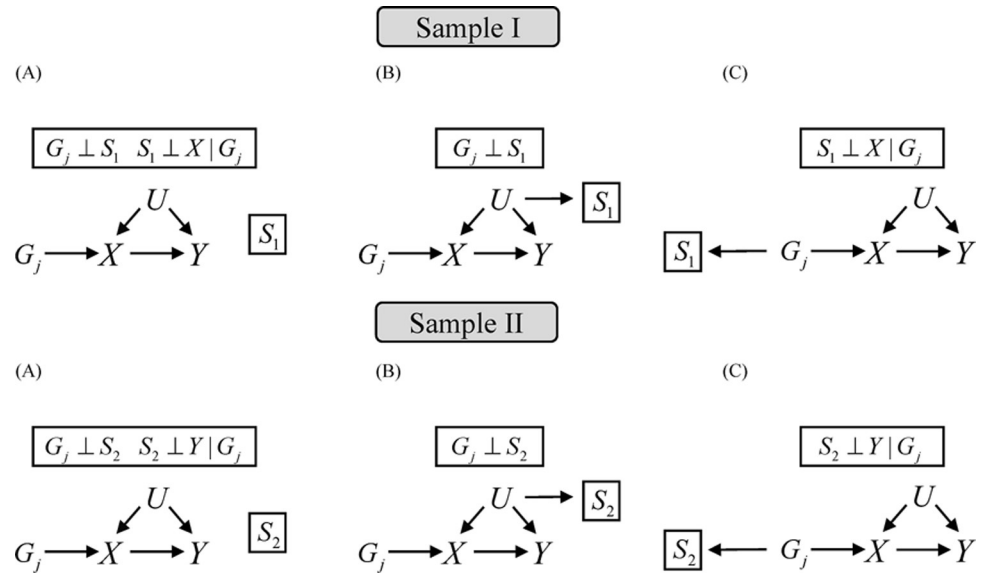 Sample I
(A) (B) (C)
G_j ⊥ S_1 S_1 ⊥ X | G_j G_j ⊥ S_1 S_1 ⊥ X | G_j
U U S_1 U
S_1
G_j X Y G_j X Y S_1 G_j X Y
Sample II
(A) (B) (C)
G_j ⊥ S_2 S_2 ⊥ Y | G_j G_j ⊥ S_2 S_2 ⊥ Y | G_j
U U S_2 U
S_2
G_j X Y G_j X Y S_2 G_j X Y